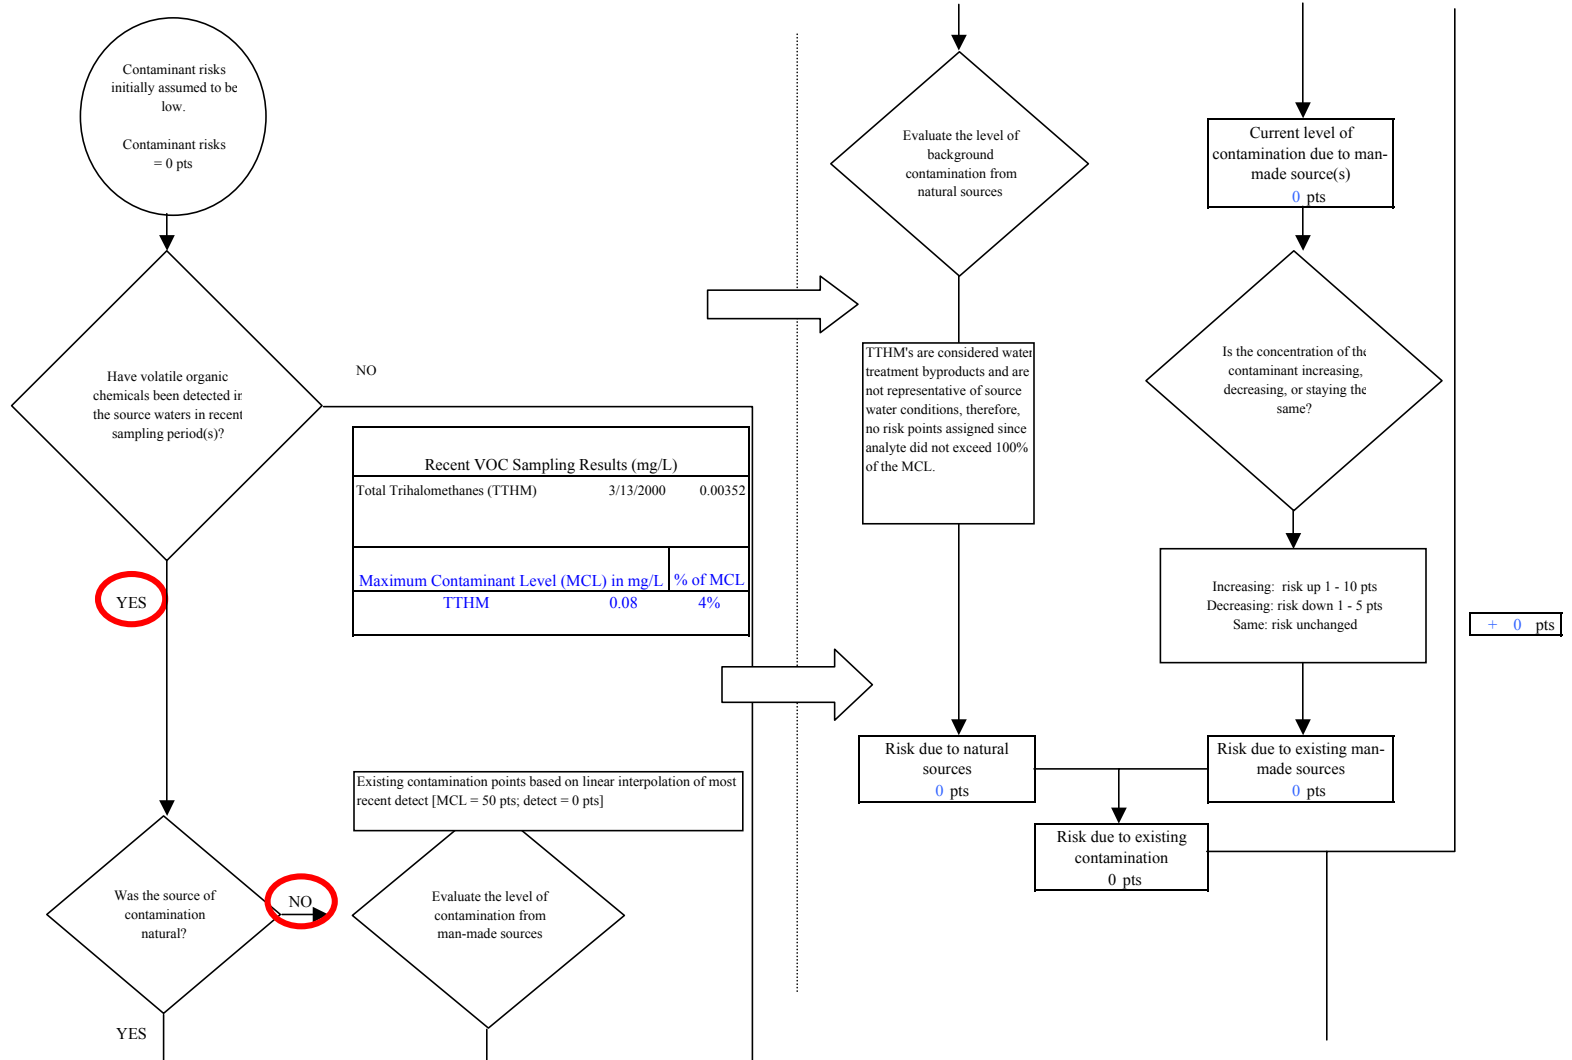 Contaminant risks
initially assumed to be
low.
Contaminant risks
= 0 pts
Have volatile organic
chemicals been detected in
the source waters in recent
sampling period(s)?
NO
Recent VOC Sampling Results (mg/L)
Total Trihalomethanes (TTHM) 3/13/2000 0.00352
Maximum Contaminant Level (MCL) in mg/L % of MCL
TTHM 0.08 4%
YES
Existing contamination points based on linear interpolation of most
recent detect [MCL = 50 pts; detect = 0 pts]
Was the source of
contamination
natural?
NO
Evaluate the level of
contamination from
man-made sources
YES
Evaluate the level of
background
contamination from
natural sources
TTHM's are considered water
treatment byproducts and are
not representative of source
water conditions, therefore,
no risk points assigned since
analyte did not exceed 100%
of the MCL.
Risk due to natural
sources
0 pts
Current level of
contamination due to man-
made source(s)
0 pts
Is the concentration of the
contaminant increasing,
decreasing, or staying the
same?
Increasing: risk up 1 - 10 pts
Decreasing: risk down 1 - 5 pts
Same: risk unchanged
+ 0 pts
Risk due to existing man-
made sources
0 pts
Risk due to existing
contamination
0 pts